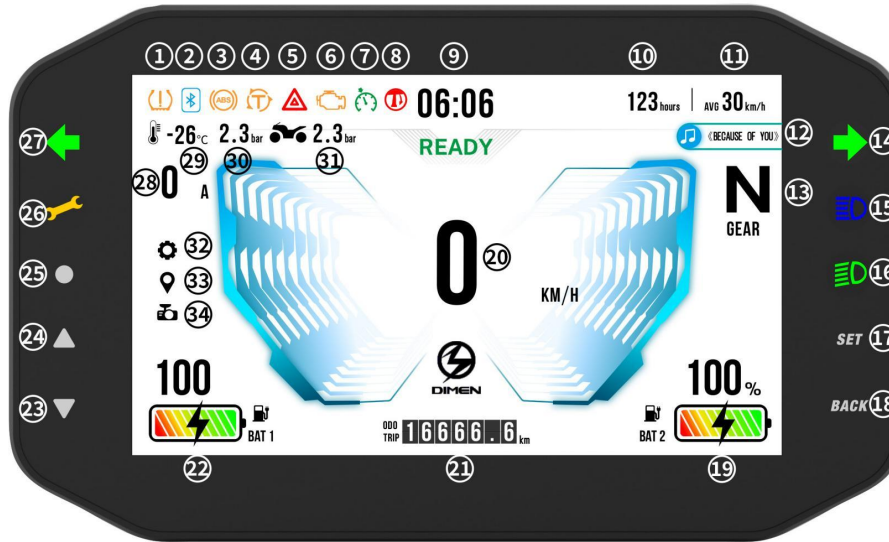 ① ② ③ ④ ⑤ ⑥ ⑦ ⑧ ⑨ ⑩ ⑪
ABS T 06:06 123 hours AVG 30 km/h
-26°C 2.3 bar 2.3 bar 《BECAUSE OF YOU》 ⑫
㉗ ㉙ ㉚ ㉛ READY ⑭
㉘ 0 A N ⑬
㉖ GEAR ⑮
㉜
㉕ ㉝ 0 ⑳ ⑯
㉞ KM/H
㉔ SET ⑰
DIMEN
100 100%
㉓ BACK ⑱
BAT 1 ODO TRIP 16666.6 km BAT 2
㉒ ㉑ ⑲